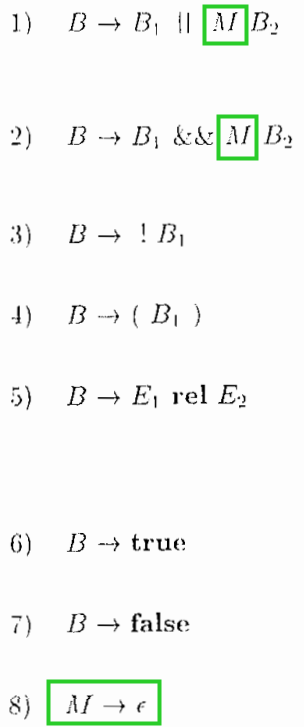 1) B → B₁ || M B₂
2) B → B₁ && M B₂
3) B → ! B₁
4) B → ( B₁ )
5) B → E₁ rel E₂
6) B → true
7) B → false
8) M → ϵ